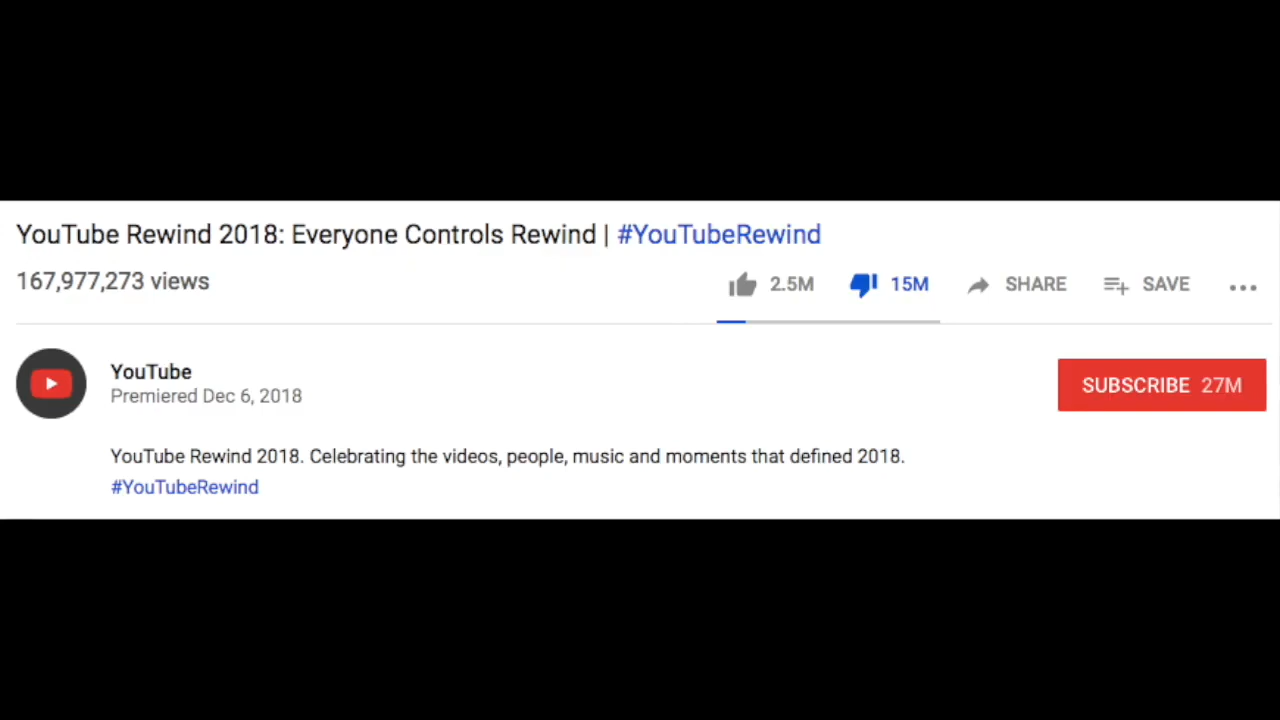 YouTube Rewind 2018: Everyone Controls Rewind | #YouTubeRewind
167,977,273 views
2.5M 15M SHARE SAVE
YouTube
Premiered Dec 6, 2018
SUBSCRIBE 27M
YouTube Rewind 2018. Celebrating the videos, people, music and moments that defined 2018.
#YouTubeRewind